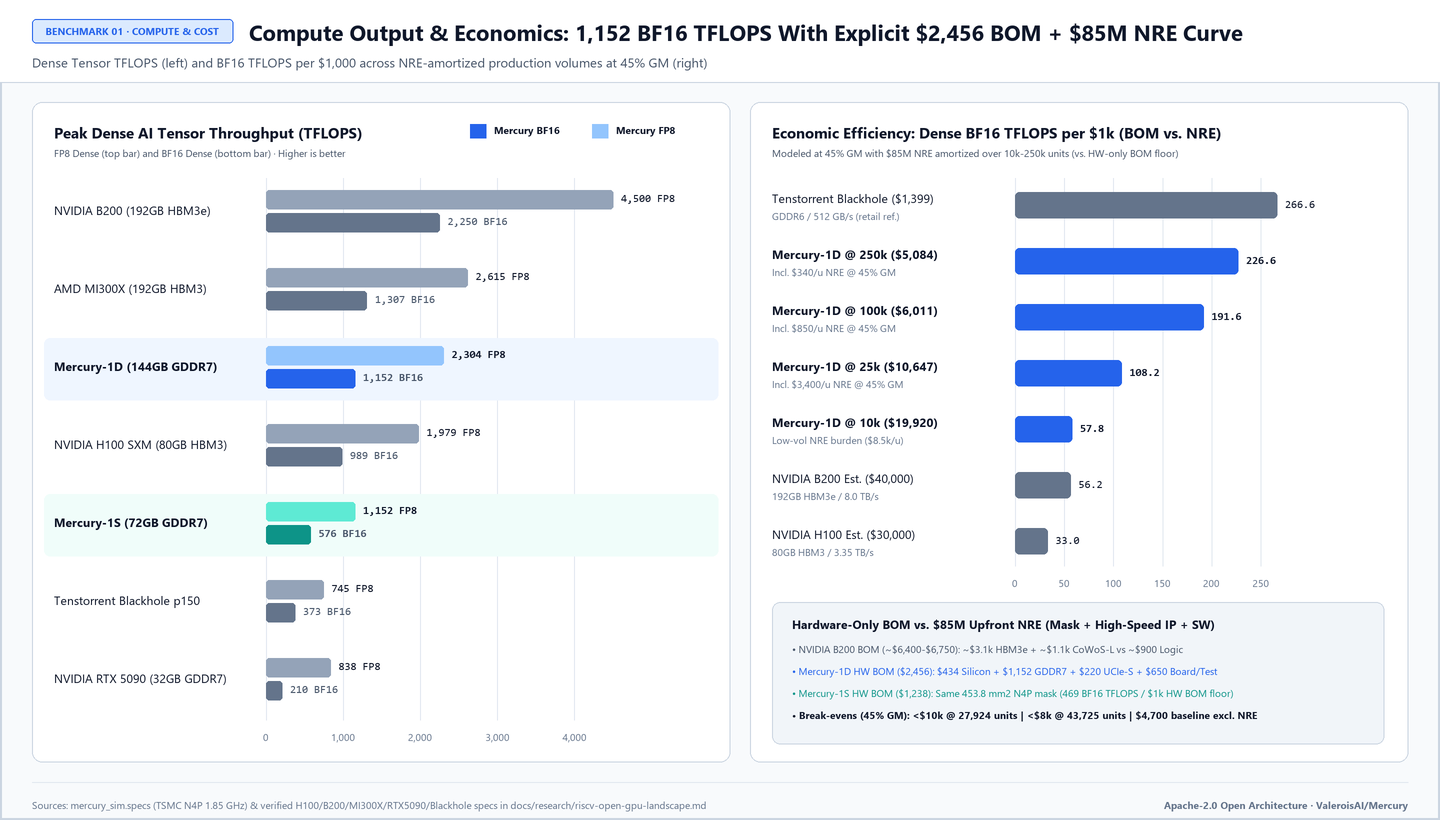 BENCHMARK 01 · COMPUTE & COST
Compute Output & Economics: 1,152 BF16 TFLOPS With Explicit $2,456 BOM + $85M NRE Curve
Dense Tensor TFLOPS (left) and BF16 TFLOPS per $1,000 across NRE-amortized production volumes at 45% GM (right)
Peak Dense AI Tensor Throughput (TFLOPS)
Mercury BF16
Mercury FP8
FP8 Dense (top bar) and BF16 Dense (bottom bar) · Higher is better
NVIDIA B200 (192GB HBM3e)
4,500 FP8
2,250 BF16
AMD MI300X (192GB HBM3)
2,615 FP8
1,307 BF16
Mercury-1D (144GB GDDR7)
2,304 FP8
1,152 BF16
NVIDIA H100 SXM (80GB HBM3)
1,979 FP8
989 BF16
Mercury-1S (72GB GDDR7)
1,152 FP8
576 BF16
Tenstorrent Blackhole p150
745 FP8
373 BF16
NVIDIA RTX 5090 (32GB GDDR7)
838 FP8
210 BF16
0
1,000
2,000
3,000
4,000
Economic Efficiency: Dense BF16 TFLOPS per $1k (BOM vs. NRE)
Modeled at 45% GM with $85M NRE amortized over 10k-250k units (vs. HW-only BOM floor)
Tenstorrent Blackhole ($1,399)
GDDR6 / 512 GB/s (retail ref.)
266.6
Mercury-1D @ 250k ($5,084)
Incl. $340/u NRE @ 45% GM
226.6
Mercury-1D @ 100k ($6,011)
Incl. $850/u NRE @ 45% GM
191.6
Mercury-1D @ 25k ($10,647)
Incl. $3,400/u NRE @ 45% GM
108.2
Mercury-1D @ 10k ($19,920)
Low-vol NRE burden ($8.5k/u)
57.8
NVIDIA B200 Est. ($40,000)
192GB HBM3e / 8.0 TB/s
56.2
NVIDIA H100 Est. ($30,000)
80GB HBM3 / 3.35 TB/s
33.0
0
50
100
150
200
250
Hardware-Only BOM vs. $85M Upfront NRE (Mask + High-Speed IP + SW)
• NVIDIA B200 BOM (~$6,400-$6,750): ~$3.1k HBM3e + ~$1.1k CoWoS-L vs ~$900 Logic
• Mercury-1D HW BOM ($2,456): $434 Silicon + $1,152 GDDR7 + $220 UCIe-S + $650 Board/Test
• Mercury-1S HW BOM ($1,238): Same 453.8 mm2 N4P mask (469 BF16 TFLOPS / $1k HW BOM floor)
• Break-evens (45% GM): <$10k @ 27,924 units | <$8k @ 43,725 units | $4,700 baseline excl. NRE
Sources: mercury_sim.specs (TSMC N4P 1.85 GHz) & verified H100/B200/MI300X/RTX5090/Blackhole specs in docs/research/riscv-open-gpu-landscape.md
Apache-2.0 Open Architecture · ValeroisAI/Mercury